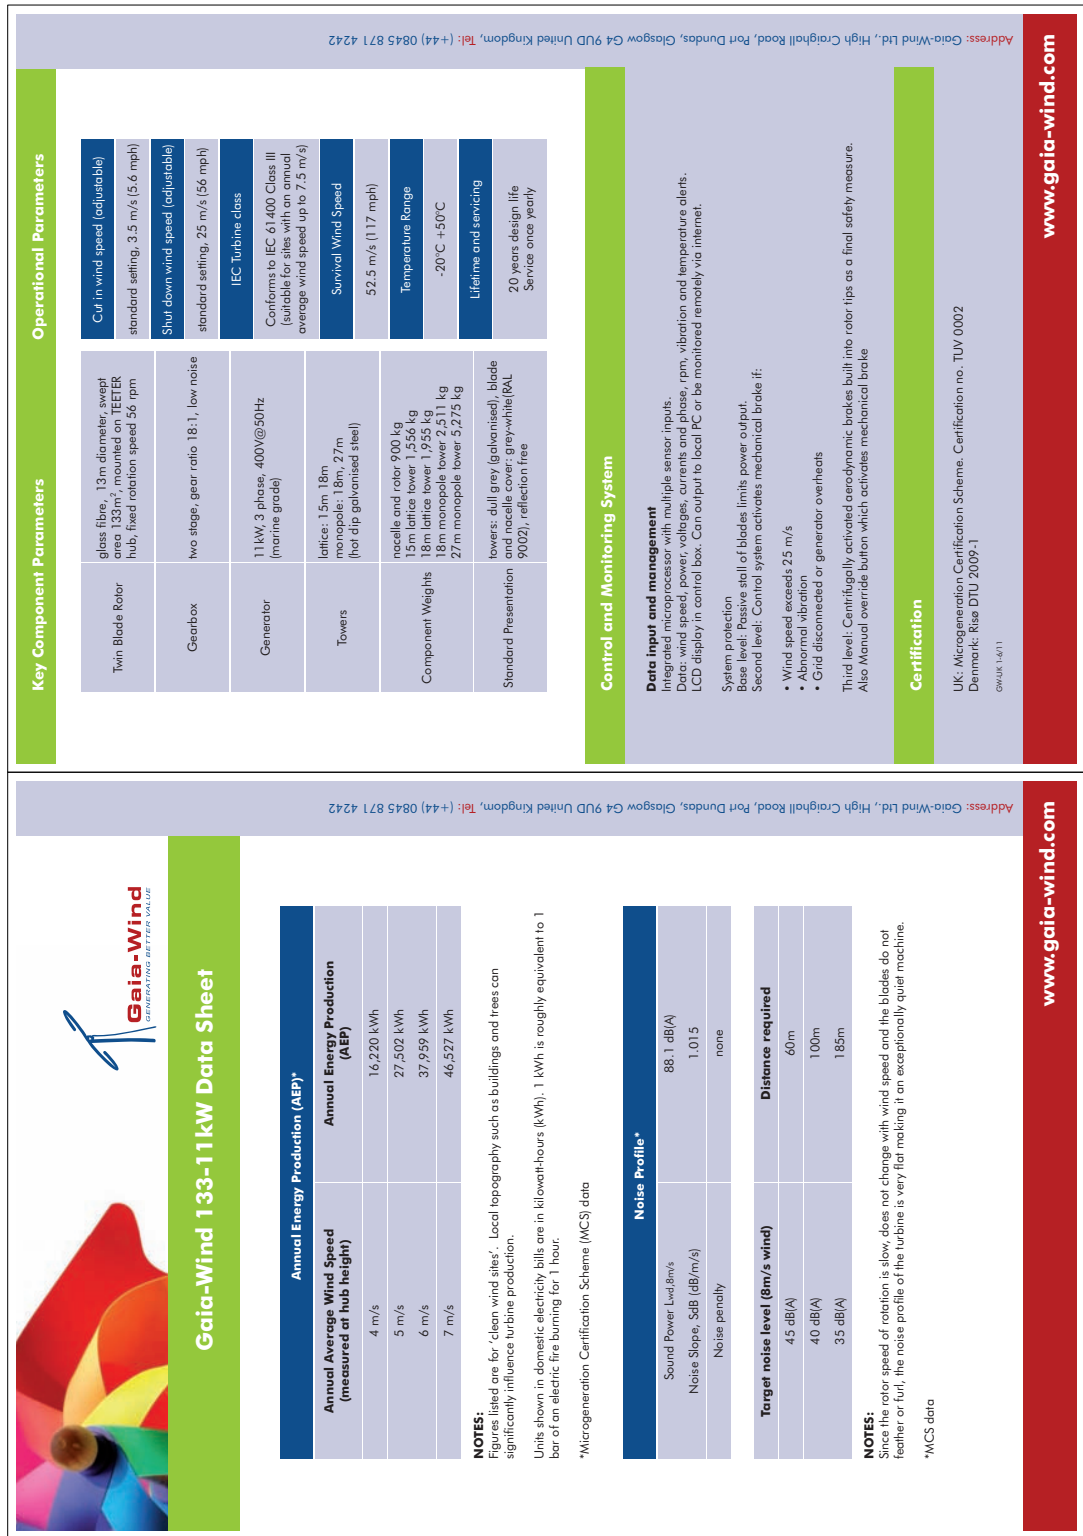 Gaia-Wind
GENERATING BETTER VALUE
Gaia-Wind 133-11kW Data Sheet
Annual Energy Production (AEP)*
Annual Average Wind Speed
(measured at hub height)
Annual Energy Production
(AEP)
4 m/s 16,220 kWh
5 m/s 27,502 kWh
6 m/s 37,959 kWh
7 m/s 46,527 kWh
NOTES:
Figures listed are for ‘clean wind sites’. Local topography such as buildings and trees can
significantly influence turbine production.
Units shown in domestic electricity bills are in kilowatt-hours (kWh). 1 kWh is roughly equivalent to 1
bar of an electric fire burning for 1 hour.
*Microgeneration Certification Scheme (MCS) data
Noise Profile*
Sound Power Lwd,8m/s 88.1 dB(A)
Noise Slope, SdB (dB/m/s) 1.015
Noise penalty none
Target noise level (8m/s wind) Distance required
45 dB(A) 60m
40 dB(A) 100m
35 dB(A) 185m
NOTES:
Since the rotor speed of rotation is slow, does not change with wind speed and the blades do not
feather or furl, the noise profile of the turbine is very flat making it an exceptionally quiet machine.
*MCS data
Address: Gaia-Wind Ltd., High Craighall Road, Port Dundas, Glasgow G4 9UD United Kingdom, Tel: (+44) 0845 871 4242
www.gaia-wind.com
Key Component Parameters
Twin Blade Rotor
glass fibre, 13m diameter, swept
area 133m², mounted on TEETER
hub, fixed rotation speed 56 rpm
Gearbox
two stage, gear ratio 18:1, low noise
Generator
11kW, 3 phase, 400V@50Hz
(marine grade)
Towers
lattice: 15m 18m
monopole: 18m, 27m
(hot dip galvanised steel)
Component Weights
nacelle and rotor 900 kg
15m lattice tower 1,556 kg
18m lattice tower 1,955 kg
18m monopole tower 2,511 kg
27m monopole tower 5,275 kg
Standard Presentation
towers: dull grey (galvanised), blade
and nacelle cover: grey-white(RAL
9002), reflection free
Operational Parameters
Cut in wind speed (adjustable)
standard setting, 3.5 m/s (5.6 mph)
Shut down wind speed (adjustable)
standard setting, 25 m/s (56 mph)
IEC Turbine class
Conforms to IEC 61400 Class III
(suitable for sites with an annual
average wind speed up to 7.5 m/s)
Survival Wind Speed
52.5 m/s (117 mph)
Temperature Range
-20°C +50°C
Lifetime and servicing
20 years design life
Service once yearly
Control and Monitoring System
Data input and management
Integrated microprocessor with multiple sensor inputs.
Data: wind speed, power, voltages, currents and phase, rpm, vibration and temperature alerts.
LCD display in control box. Can output to local PC or be monitored remotely via internet.
System protection
Base level: Passive stall of blades limits power output.
Second level: Control system activates mechanical brake if:
• Wind speed exceeds 25 m/s
• Abnormal vibration
• Grid disconnected or generator overheats
Third level: Centrifugally activated aerodynamic brakes built into rotor tips as a final safety measure.
Also Manual override button which activates mechanical brake
Certification
UK: Microgeneration Certification Scheme. Certification no. TUV 0002
Denmark: Risø DTU 2009-1
GW-UK 1-6/11
Address: Gaia-Wind Ltd., High Craighall Road, Port Dundas, Glasgow G4 9UD United Kingdom, Tel: (+44) 0845 871 4242
www.gaia-wind.com